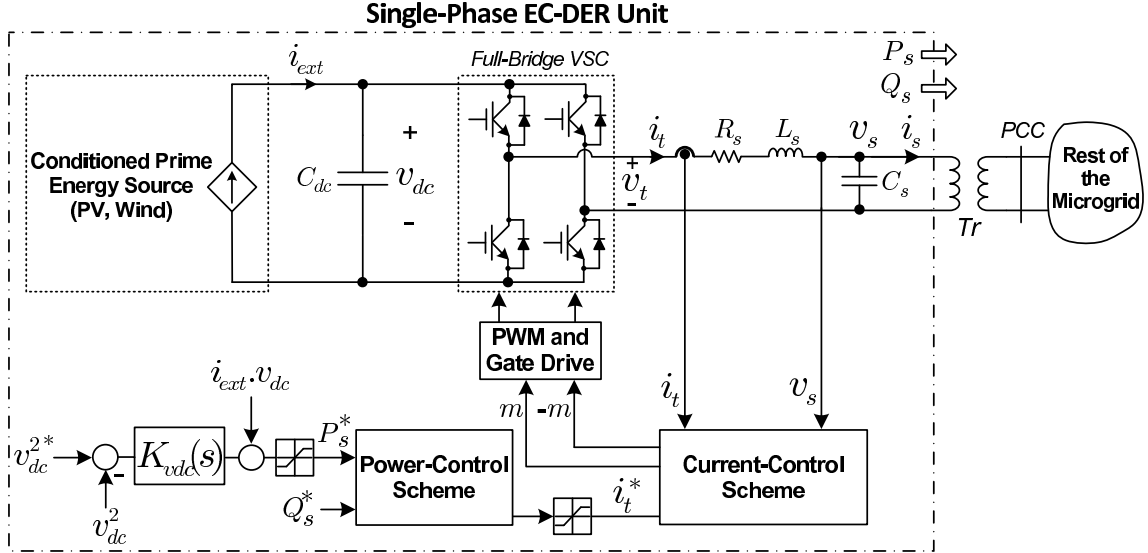 Single-Phase EC-DER Unit
i_ext
Full-Bridge VSC
P_s
Q_s
Conditioned Prime
Energy Source
(PV, Wind)
C_dc
+
v_dc
-
i_t
R_s
L_s
v_s
i_s
+
v_t
-
C_s
Tr
PCC
Rest of
the
Microgrid
PWM and
Gate Drive
m
-m
i_t
v_s
i_ext.v_dc
v_dc^2*
-
v_dc^2
K_vdc(s)
P_s^*
Q_s^*
Power-Control
Scheme
i_t^*
Current-Control
Scheme